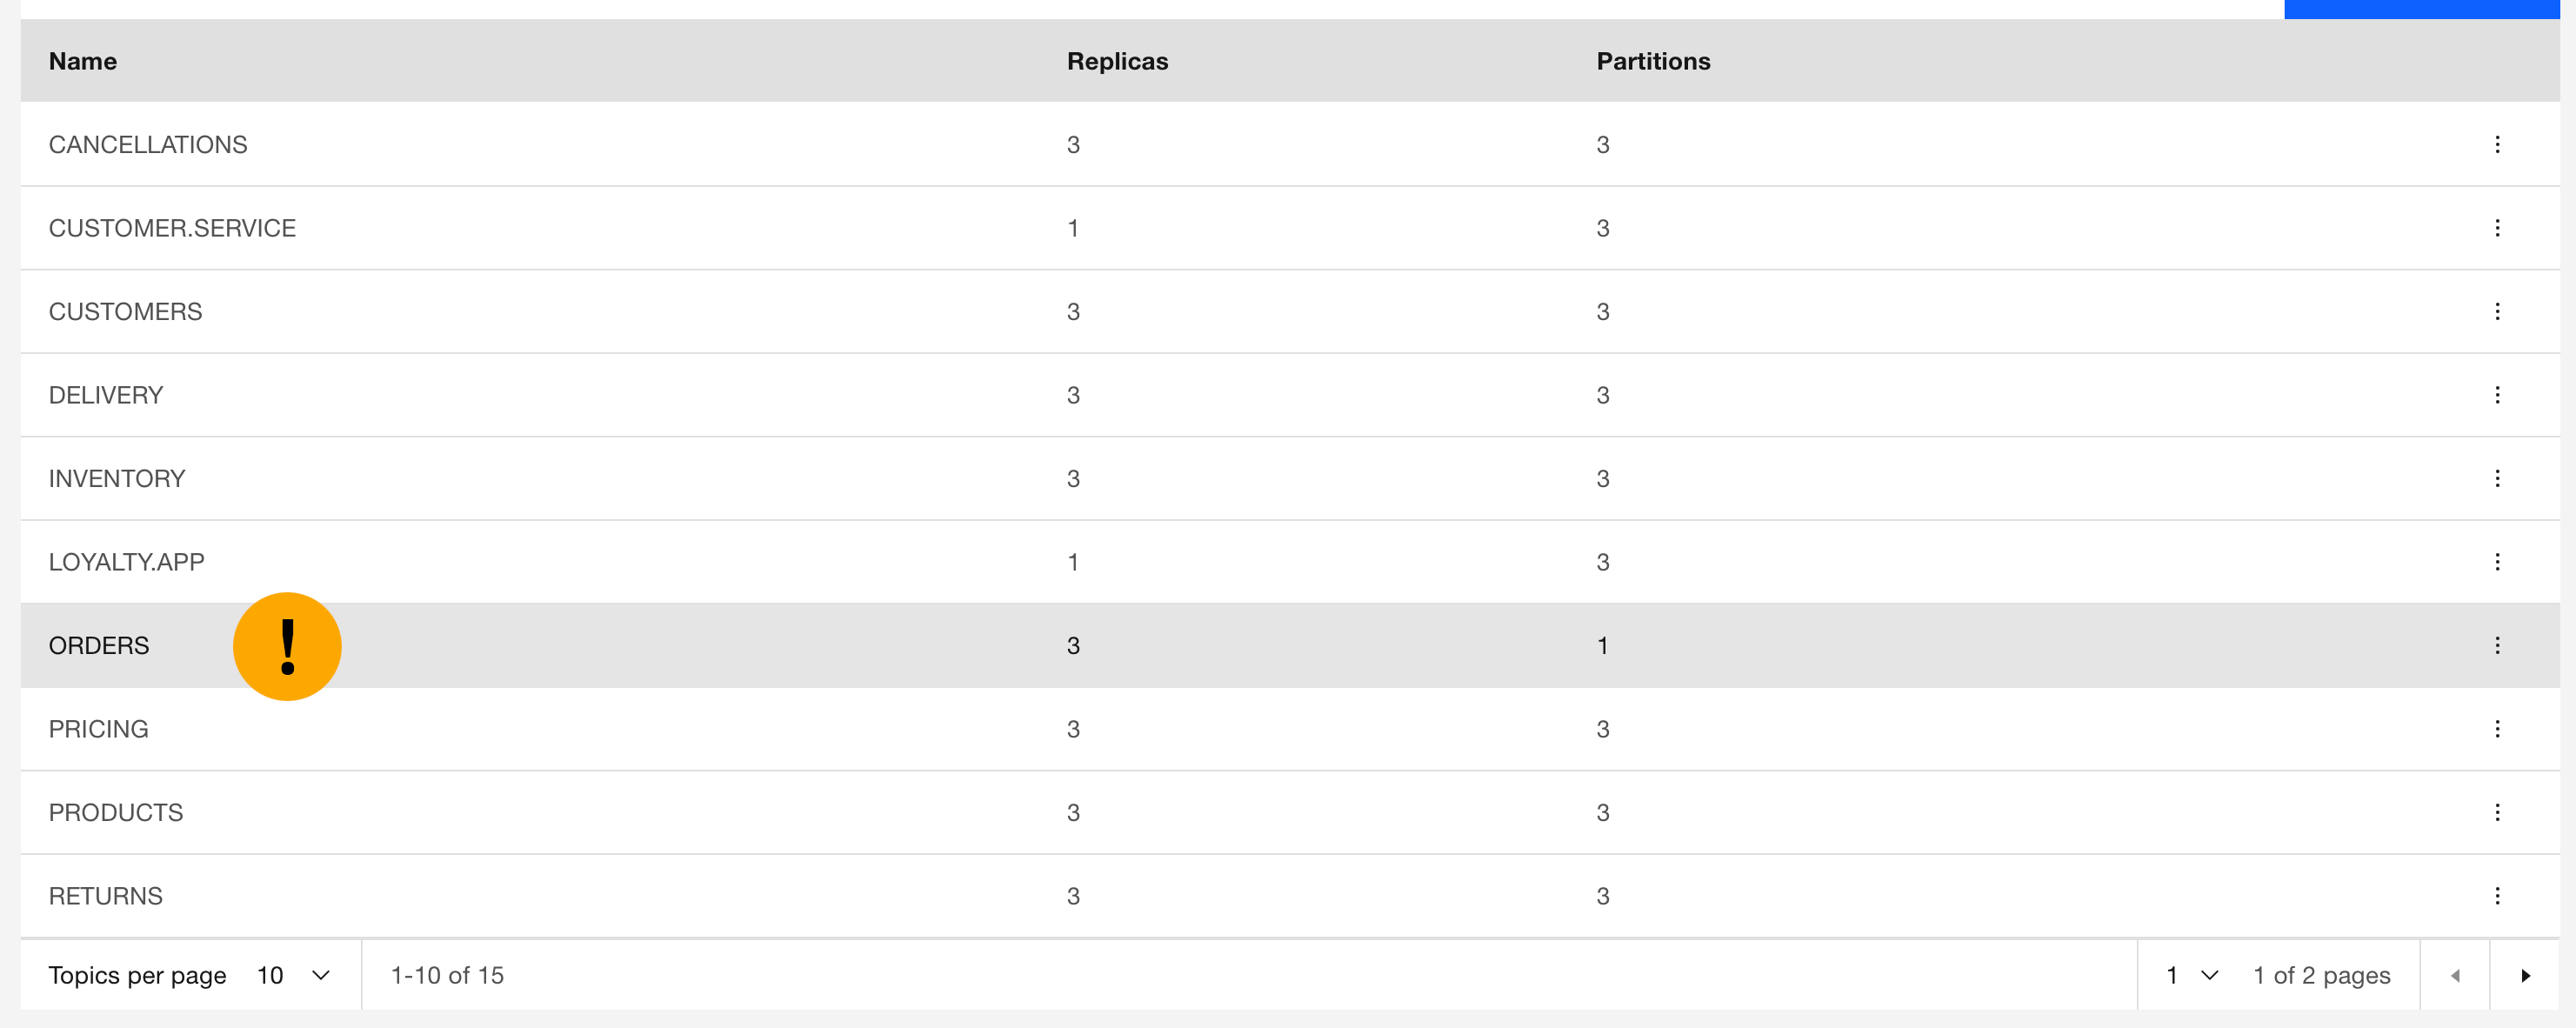 Name Replicas Partitions
CANCELLATIONS 3 3
CUSTOMER.SERVICE 1 3
CUSTOMERS 3 3
DELIVERY 3 3
INVENTORY 3 3
LOYALTY.APP 1 3
ORDERS ! 3 1
PRICING 3 3
PRODUCTS 3 3
RETURNS 3 3
Topics per page 10 1-10 of 15 1 1 of 2 pages